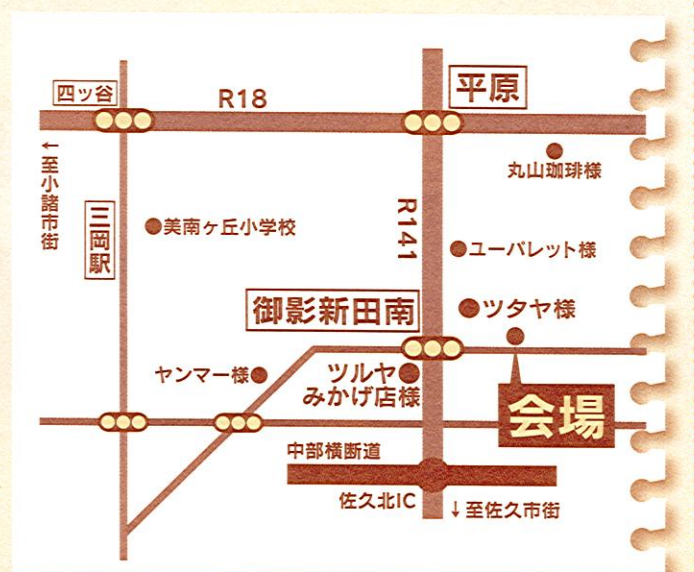 四ッ谷
R18
平原
←至小諸市街
丸山珈琲様
三岡駅
美南ヶ丘小学校
R141
ユーパレット様
御影新田南
ツタヤ様
ヤンマー様
ツルヤ
みかげ店様
会場
中部横断道
佐久北IC
↓至佐久市街